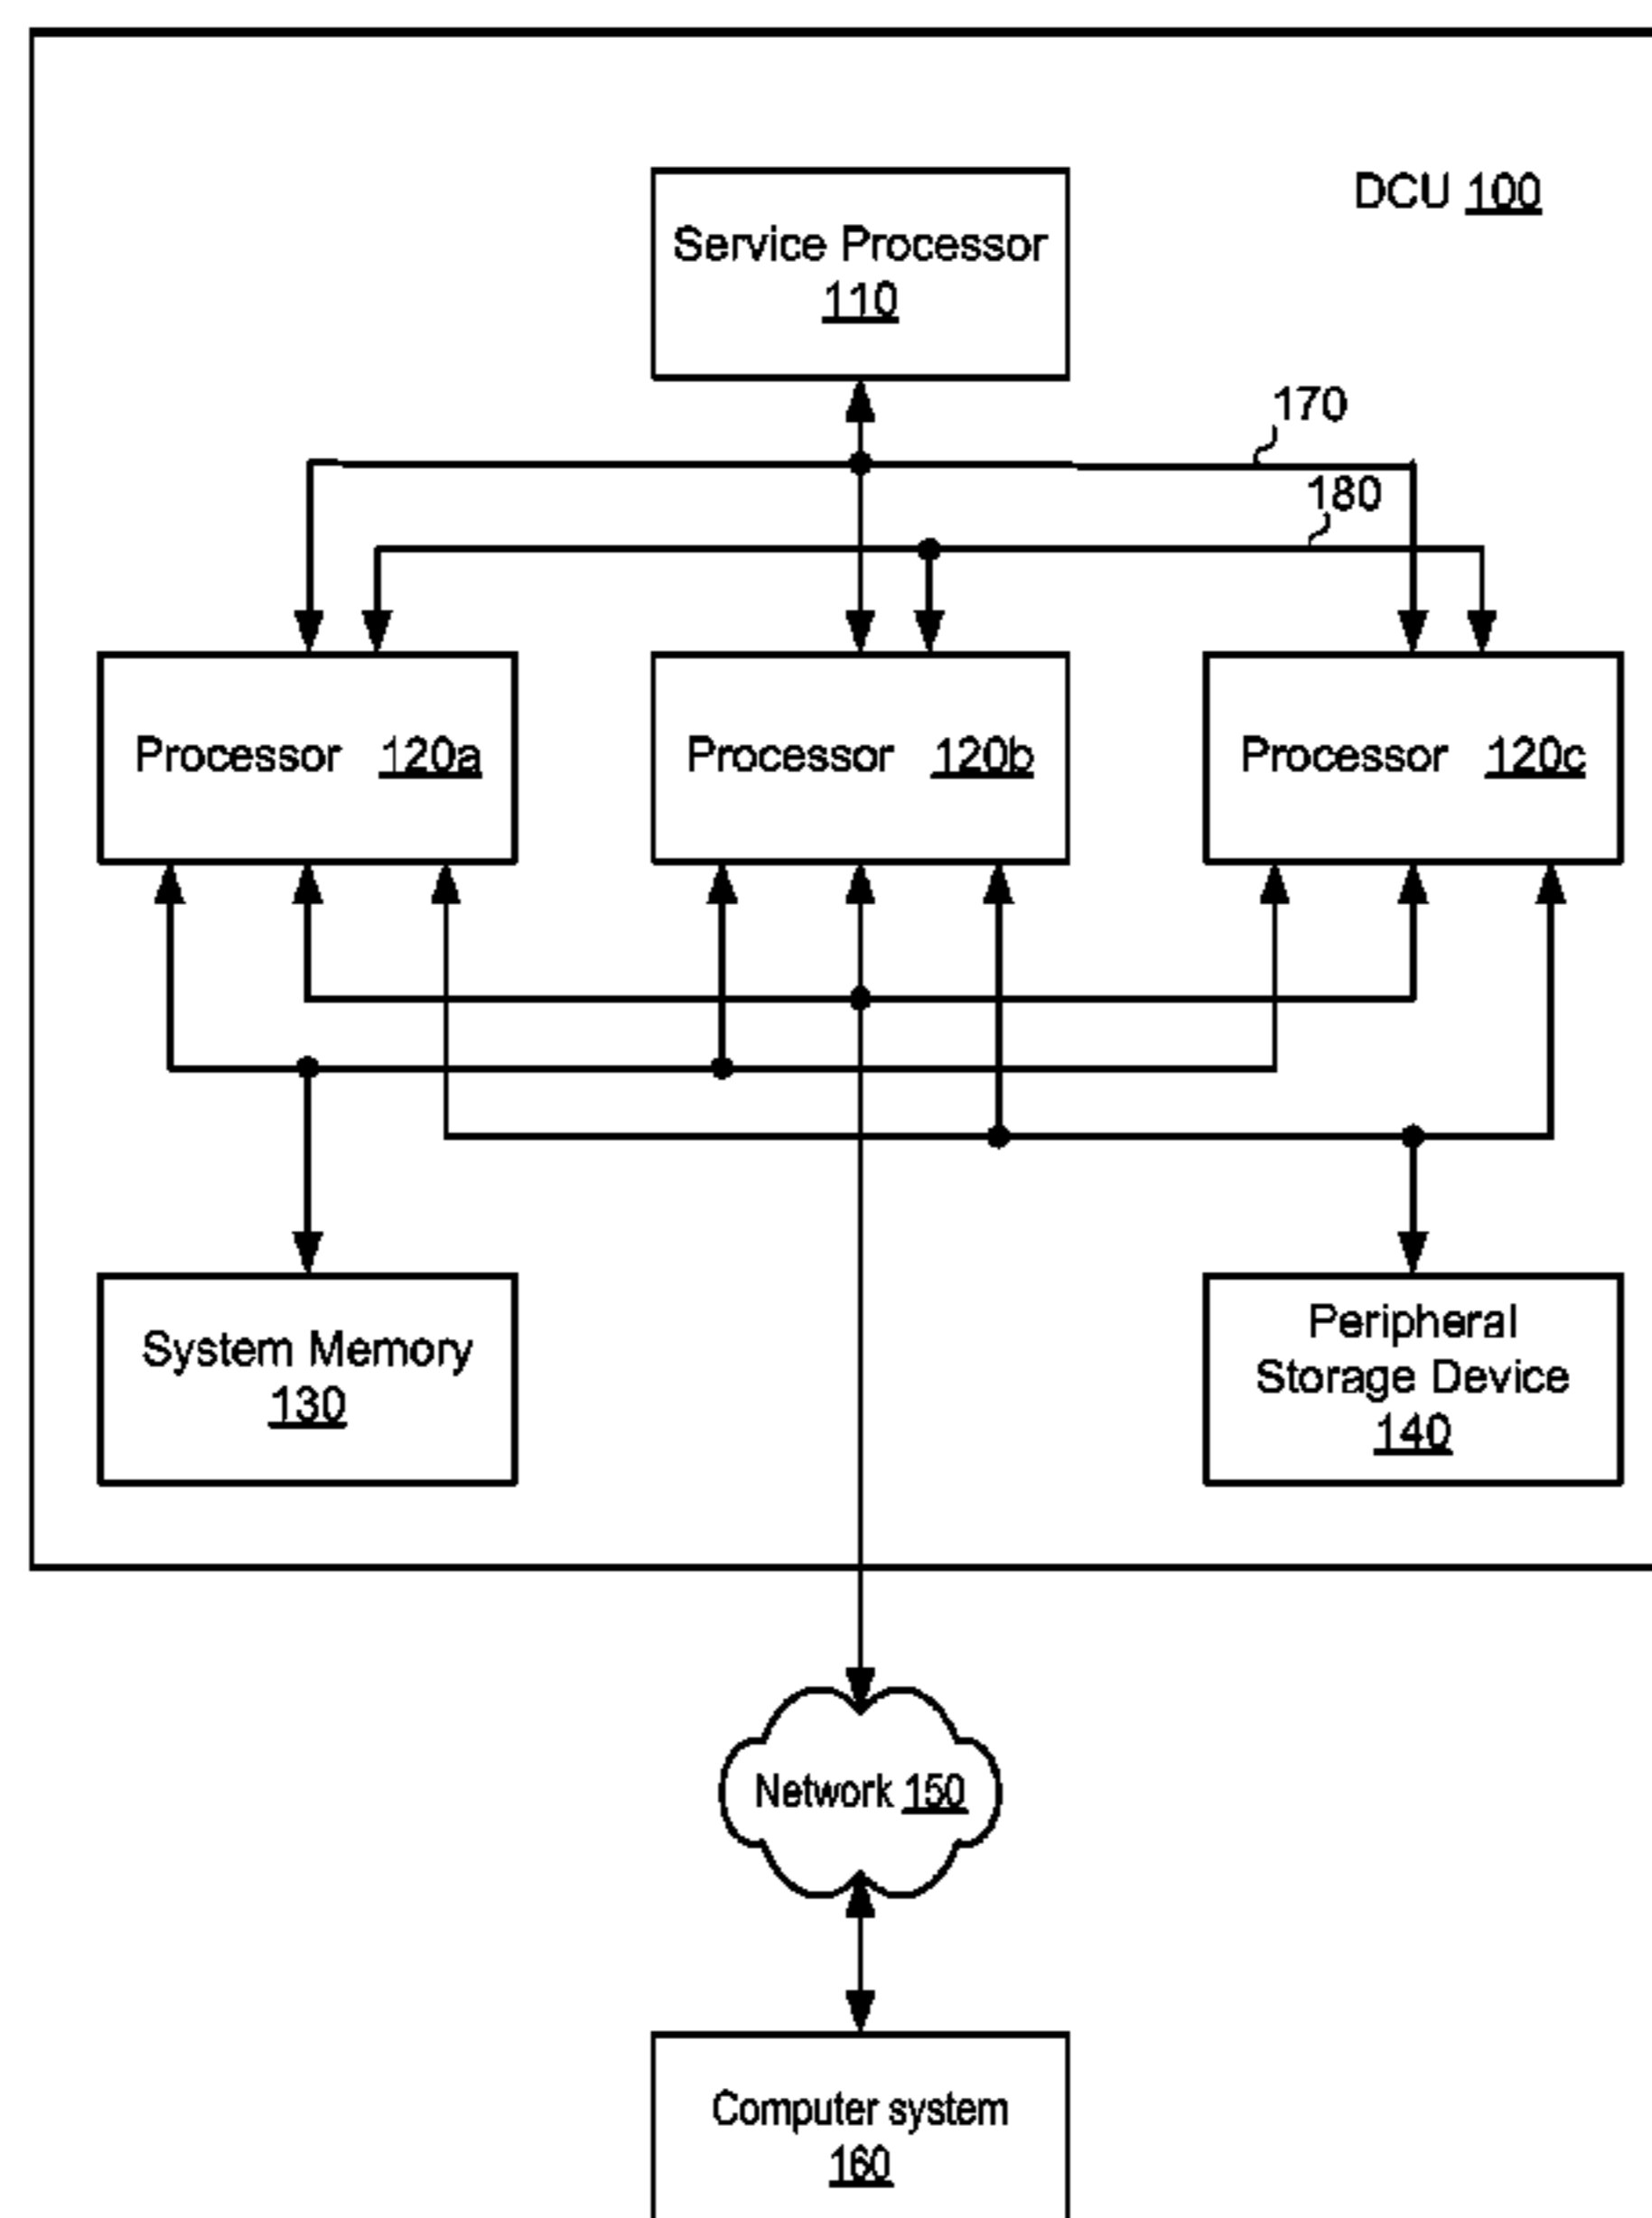 DCU 100
Service Processor
110
170
180
Processor 120a
Processor 120b
Processor 120c
System Memory
130
Peripheral
Storage Device
140
Network 150
Computer system
160